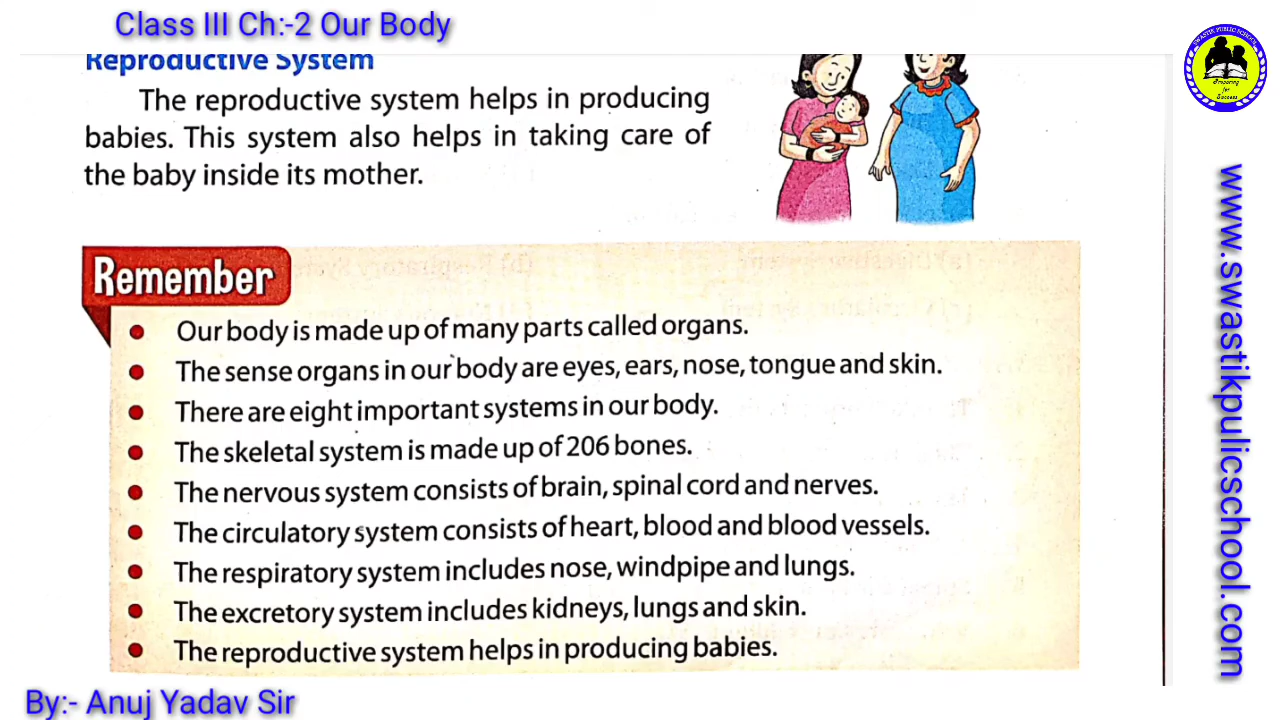 Class III Ch:-2 Our Body
Reproductive System
The reproductive system helps in producing
babies. This system also helps in taking care of
the baby inside its mother.
Remember
• Our body is made up of many parts called organs.
• The sense organs in our body are eyes, ears, nose, tongue and skin.
• There are eight important systems in our body.
• The skeletal system is made up of 206 bones.
• The nervous system consists of brain, spinal cord and nerves.
• The circulatory system consists of heart, blood and blood vessels.
• The respiratory system includes nose, windpipe and lungs.
• The excretory system includes kidneys, lungs and skin.
• The reproductive system helps in producing babies.
By:- Anuj Yadav Sir
SWASTIK PUBLIC SCHOOL
Preparing
for
Success
www.swastikpulicschool.com